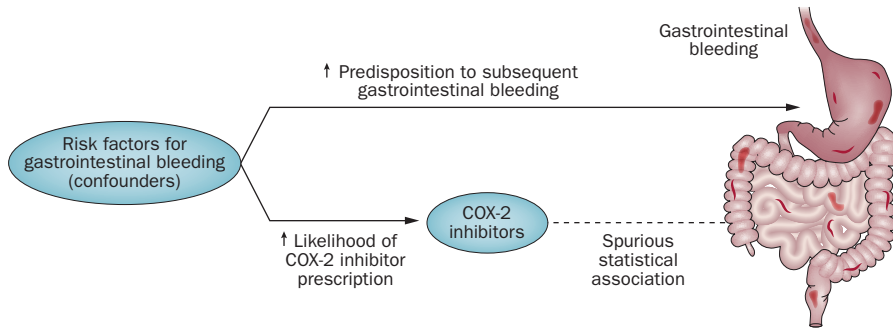 Gastrointestinal
bleeding
↑ Predisposition to subsequent
gastrointestinal bleeding
Risk factors for
gastrointestinal bleeding
(confounders)
COX-2
inhibitors
↑ Likelihood of
COX-2 inhibitor
prescription
Spurious
statistical
association